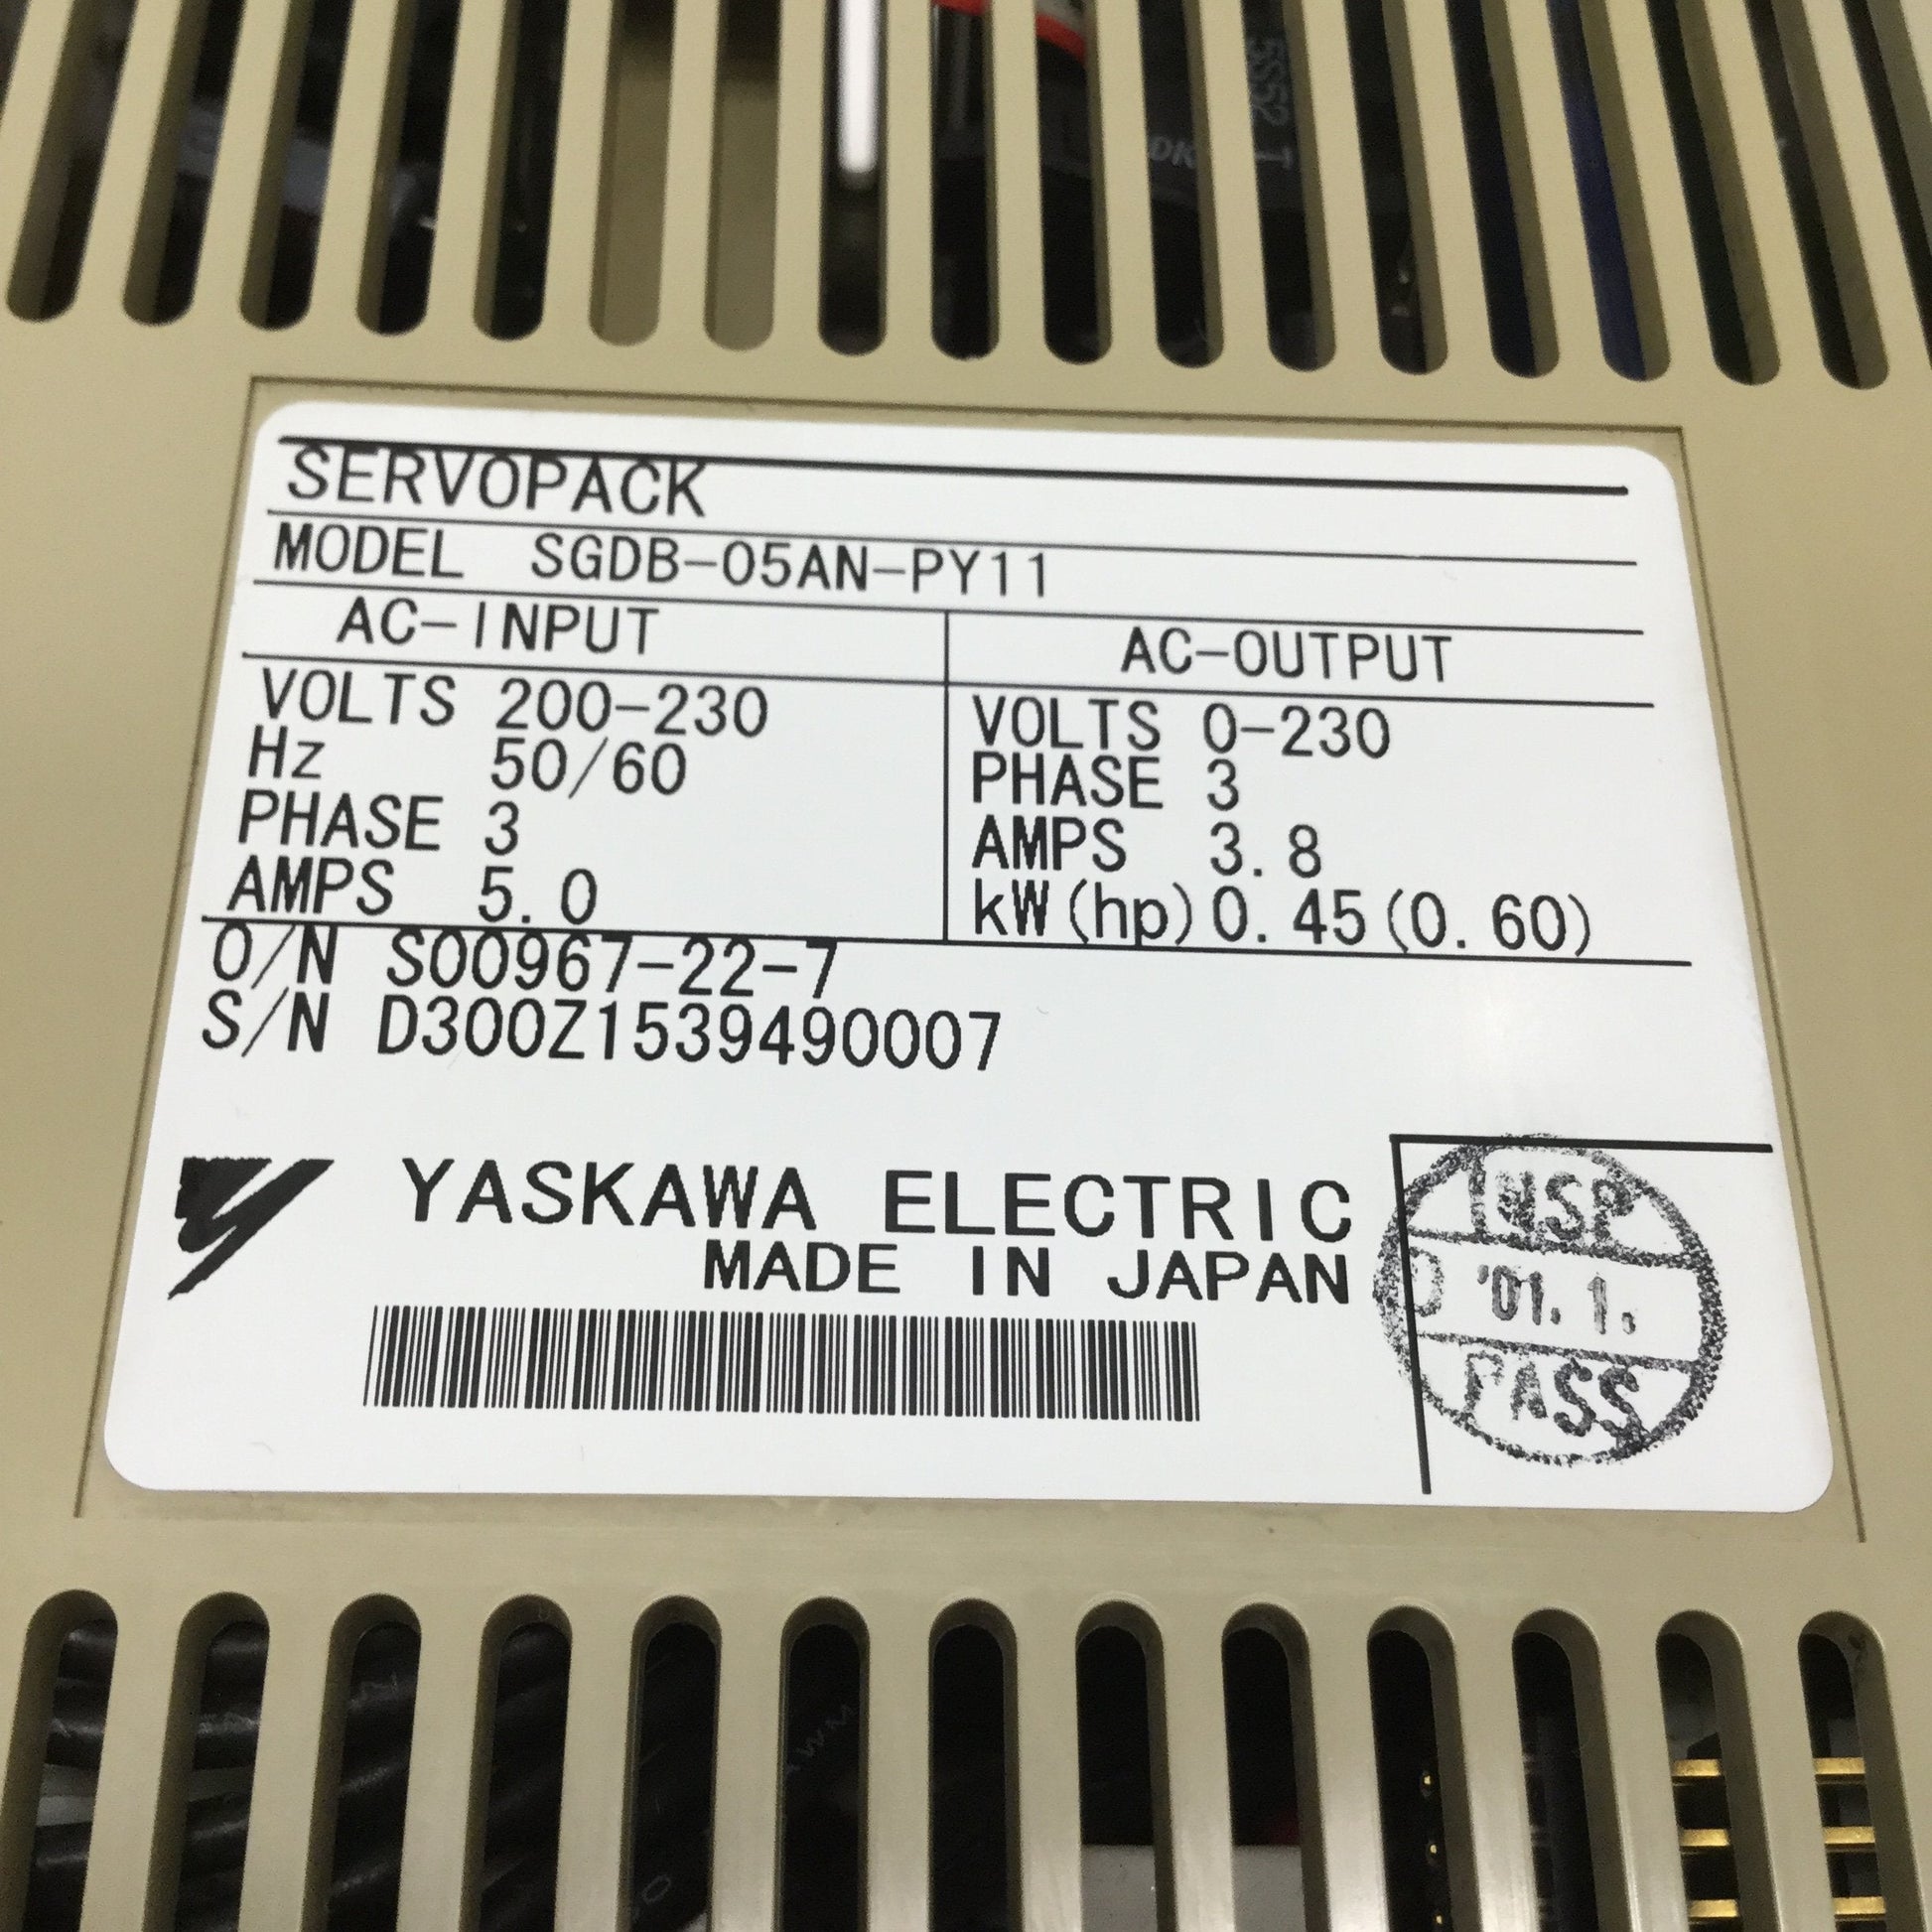 5SS2 T
SERVOPACK
MODEL SGDB-05AN-PY11
AC-INPUT
VOLTS 200-230
Hz 50/60
PHASE 3
AMPS 5.0
AC-OUTPUT
VOLTS 0-230
PHASE 3
AMPS 3.8
kW(hp) 0.45(0.60)
O/N S00967-22-7
S/N D300Z1539490007
YASKAWA ELECTRIC
MADE IN JAPAN
INSP
D '01.1.
PASS